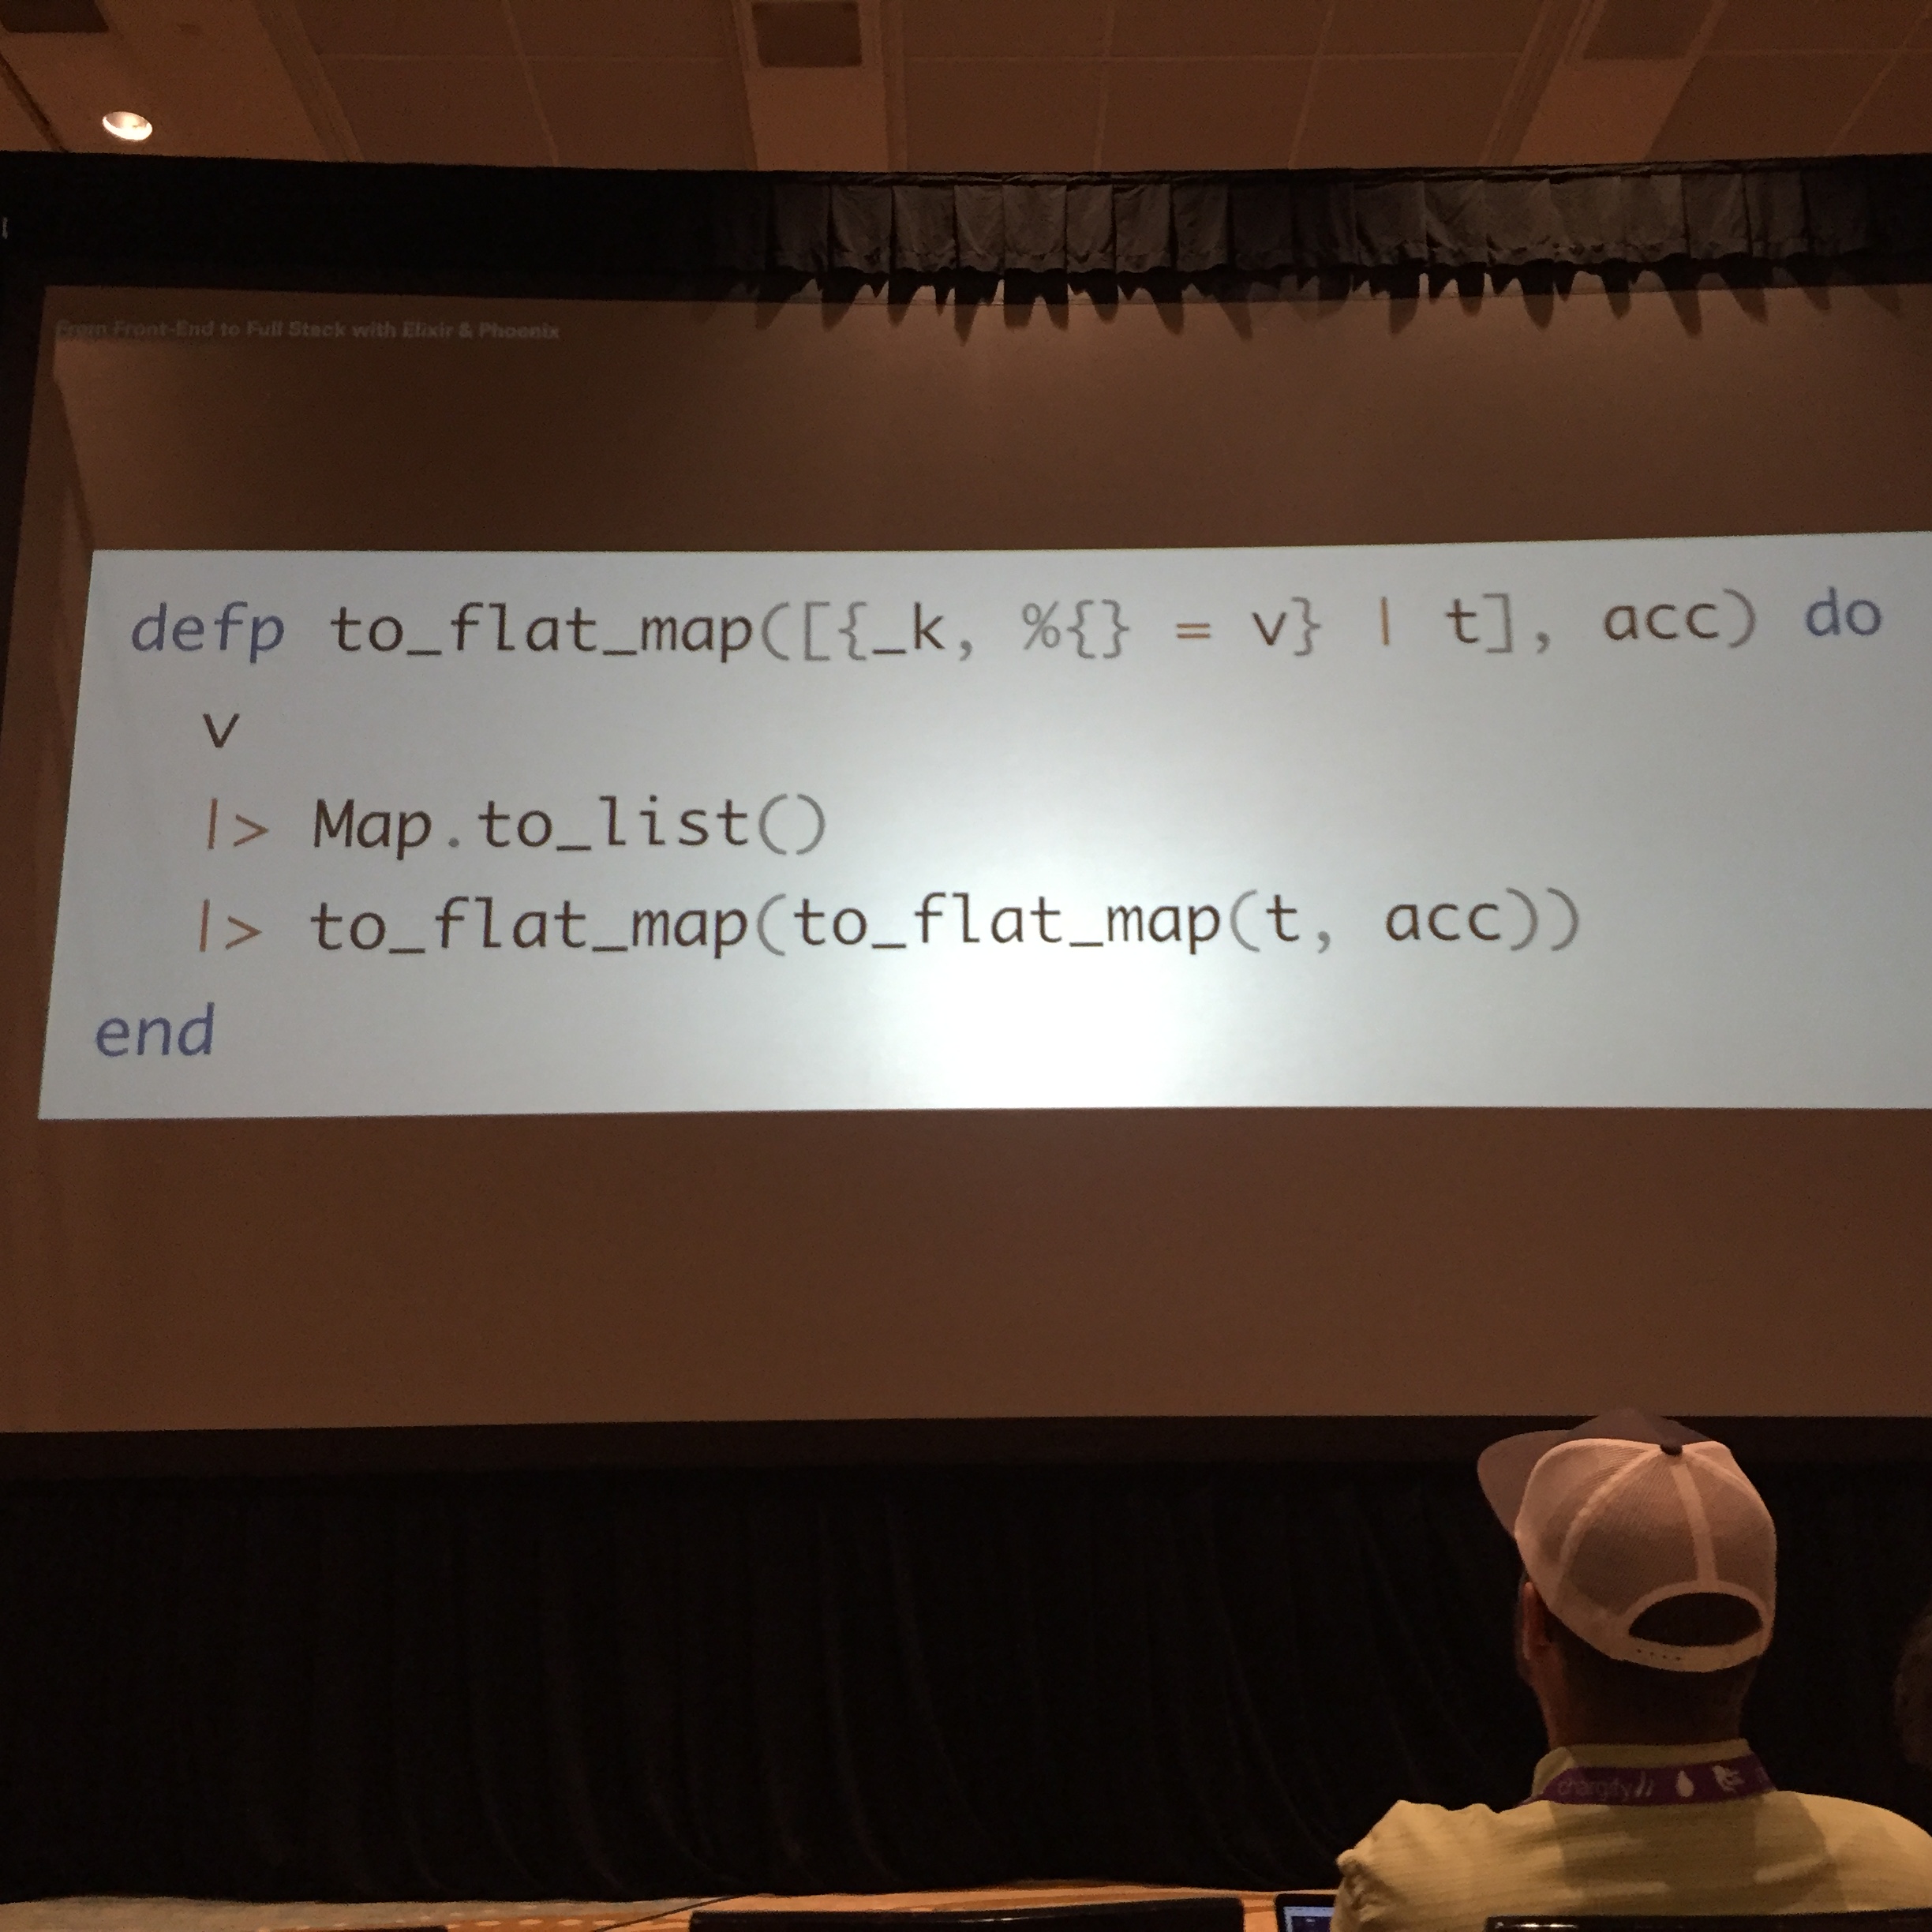 From Front-End to Full Stack with Elixir & Phoenix
defp to_flat_map([{_k, %{} = v} | t], acc) do
v
|> Map.to_list()
|> to_flat_map(to_flat_map(t, acc))
end